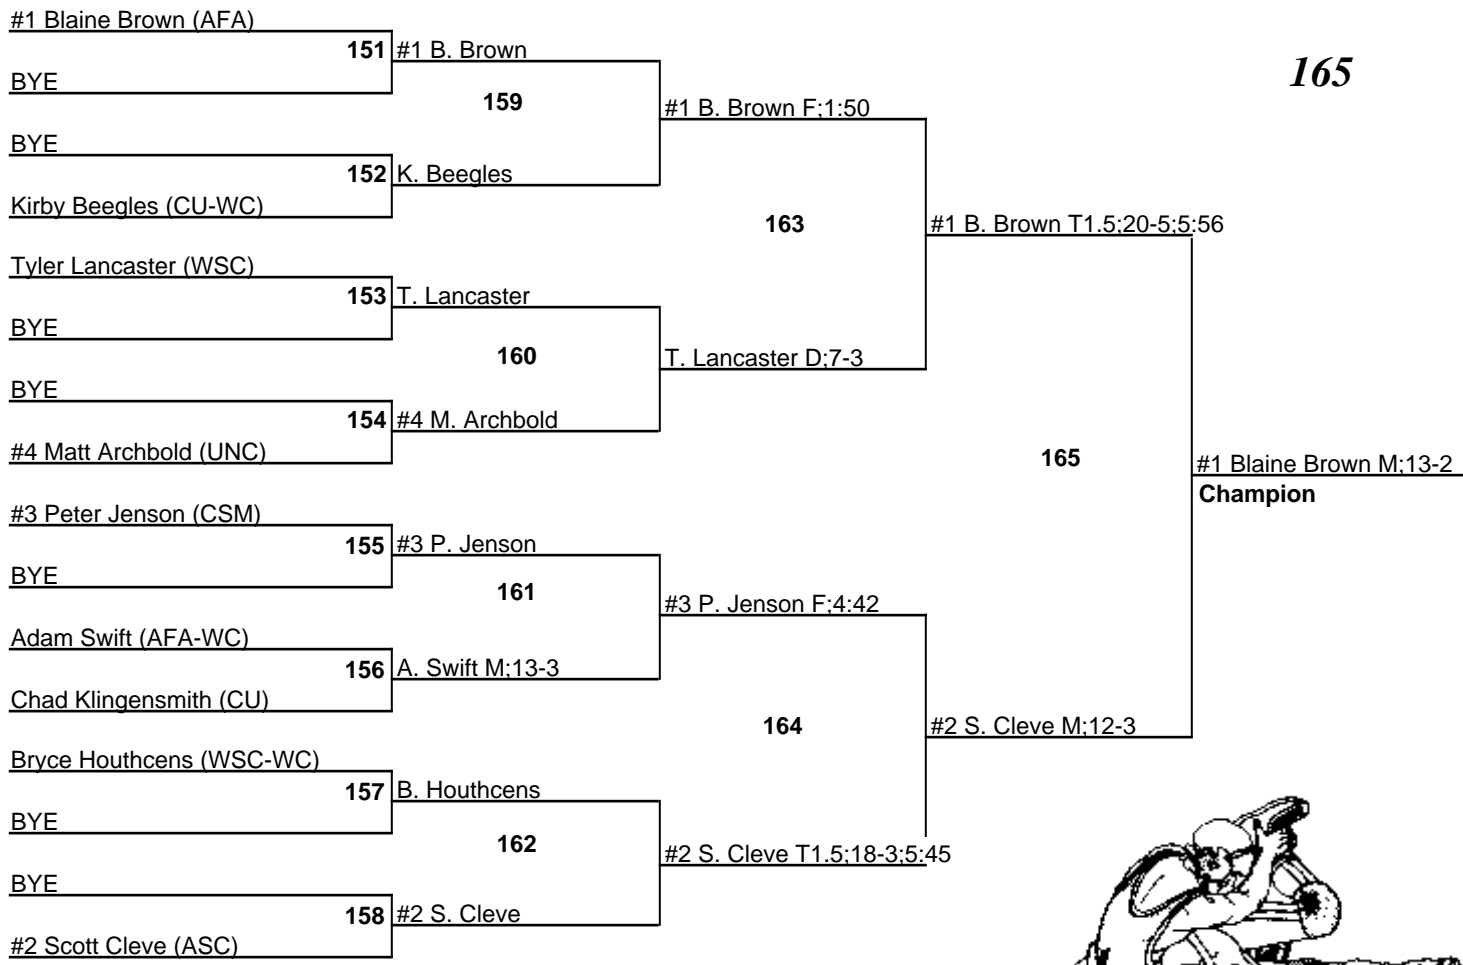 #1 Blaine Brown (AFA)
151 #1 B. Brown
165
BYE
159
#1 B. Brown F;1:50
BYE
152 K. Beegles
Kirby Beegles (CU-WC)
163
#1 B. Brown T1.5;20-5;5:56
Tyler Lancaster (WSC)
153 T. Lancaster
BYE
160
T. Lancaster D;7-3
BYE
154 #4 M. Archbold
#4 Matt Archbold (UNC)
165
#1 Blaine Brown M;13-2
Champion
#3 Peter Jenson (CSM)
155 #3 P. Jenson
BYE
161
#3 P. Jenson F;4:42
Adam Swift (AFA-WC)
156 A. Swift M;13-3
Chad Klingensmith (CU)
164
#2 S. Cleve M;12-3
Bryce Houthcens (WSC-WC)
157 B. Houthcens
BYE
162
#2 S. Cleve T1.5;18-3;5:45
BYE
158 #2 S. Cleve
#2 Scott Cleve (ASC)